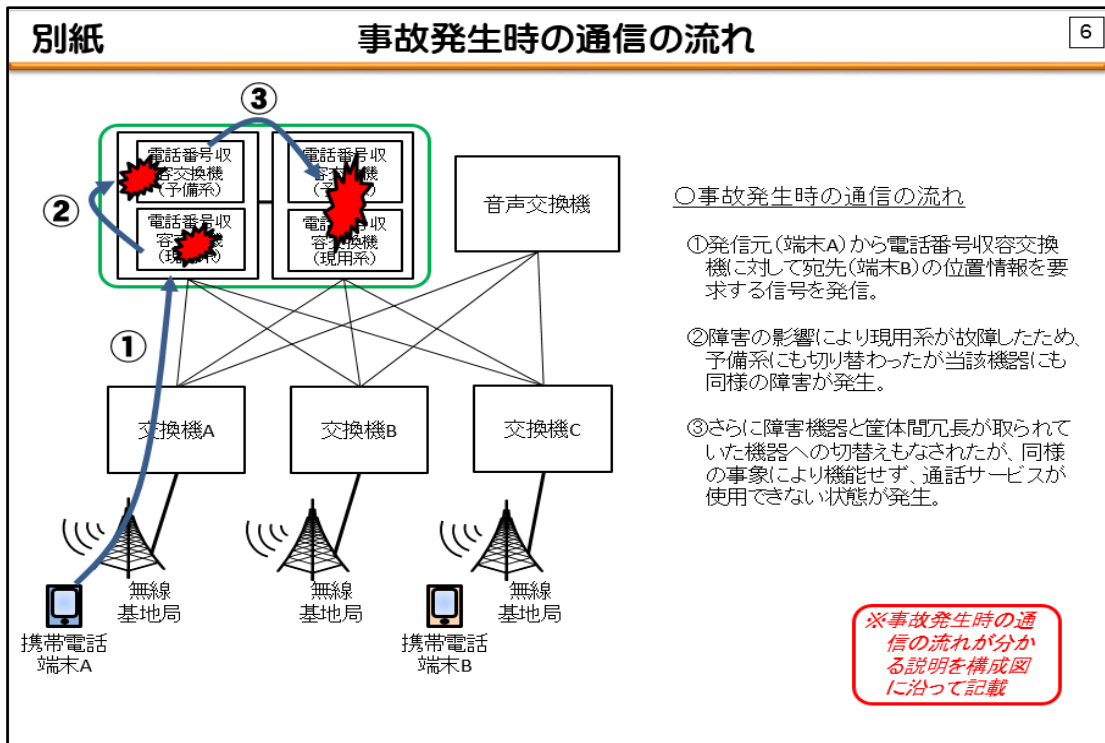 別紙
事故発生時の通信の流れ
6
③
電話番号収
容交換機
(予備系)
電話番号収
②
電話番号収
容交
電話番号収
容
(現用系)
音声交換機
①
交換機A
交換機B
交換機C
無線
基地局
無線
基地局
無線
基地局
携帯電話
端末A
携帯電話
端末B
○事故発生時の通信の流れ
①発信元(端末A)から電話番号収容交換
機に対して宛先(端末B)の位置情報を要
求する信号を発信。
②障害の影響により現用系が故障したため、
予備系にも切り替わったが当該機器にも
同様の障害が発生。
③さらに障害機器と筐体間冗長が取られて
いた機器への切替えもなされたが、同様
の事象により機能せず、通話サービスが
使用できない状態が発生。
※事故発生時の通
信の流れが分か
る説明を構成図
に沿って記載